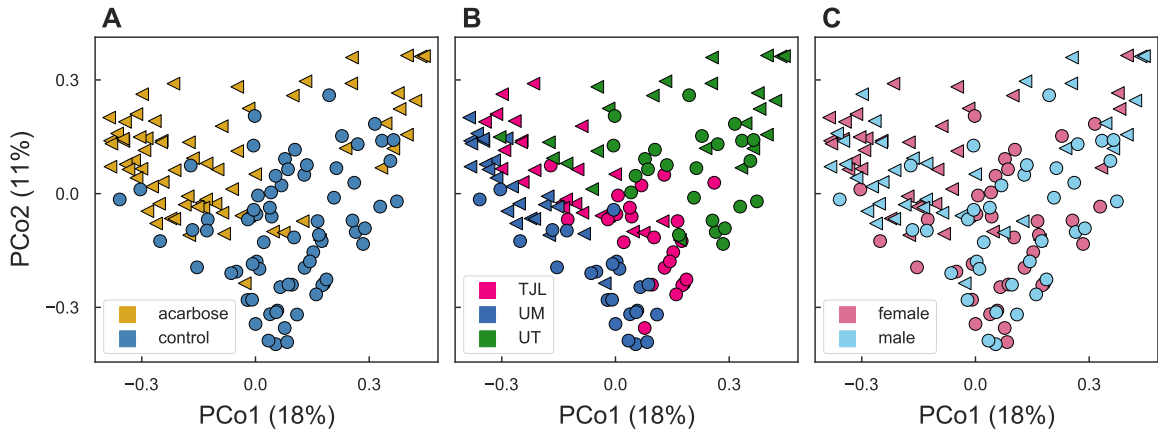 A
B
C
PCo2 (11%)
0.3
0.0
−0.3
acarbose
control
TJL
UM
UT
female
male
−0.3
0.0
0.3
−0.3
0.0
0.3
−0.3
0.0
0.3
PCo1 (18%)
PCo1 (18%)
PCo1 (18%)